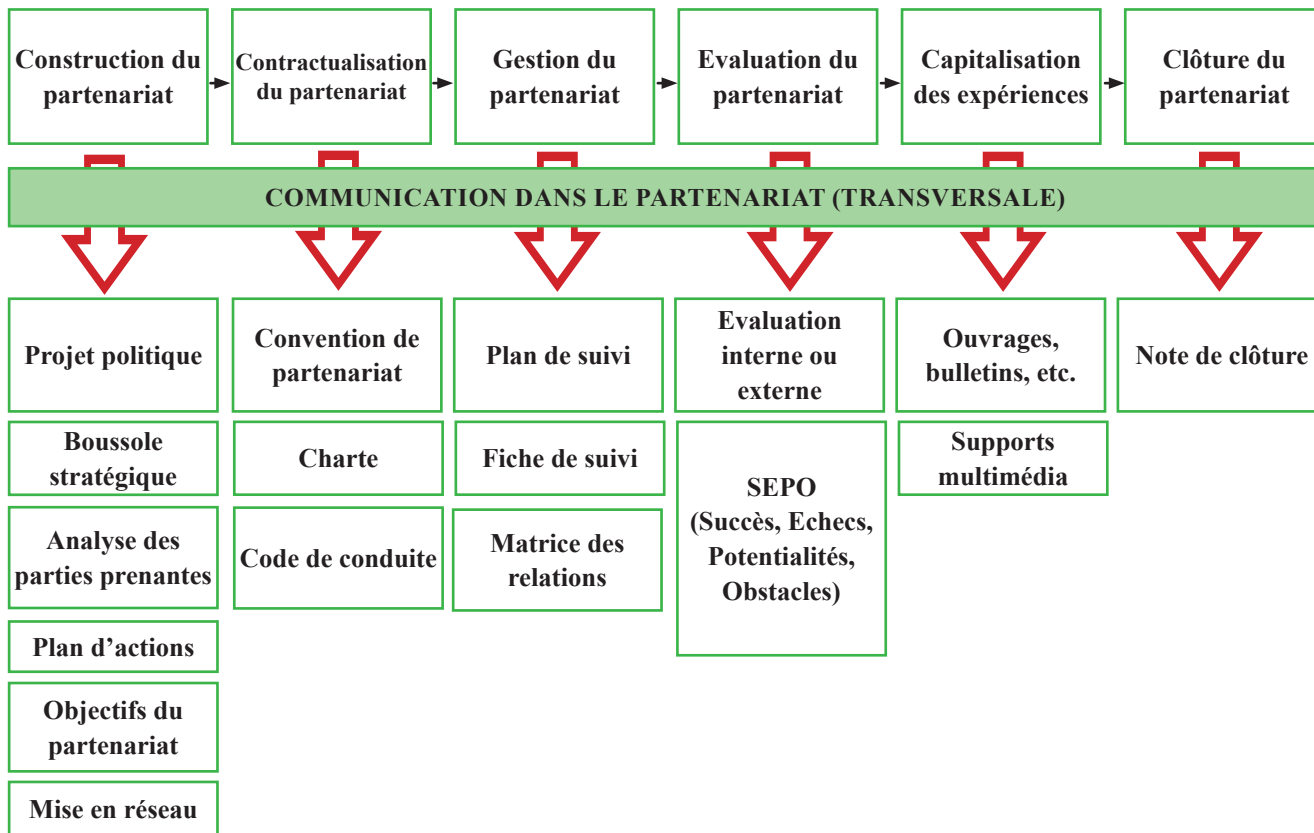 Construction du
partenariat
Contractualisation
du partenariat
Gestion du
partenariat
Evaluation du
partenariat
Capitalisation
des expériences
Clôture du
partenariat
COMMUNICATION DANS LE PARTENARIAT (TRANSVERSALE)
Projet politique
Convention de
partenariat
Plan de suivi
Evaluation
interne ou
externe
Ouvrages,
bulletins, etc.
Note de clôture
Boussole
stratégique
Charte
Fiche de suivi
SEPO
(Succès, Echecs,
Potentialités,
Obstacles)
Supports
multimédia
Analyse des
parties prenantes
Code de conduite
Matrice des
relations
Plan d’actions
Objectifs du
partenariat
Mise en réseau